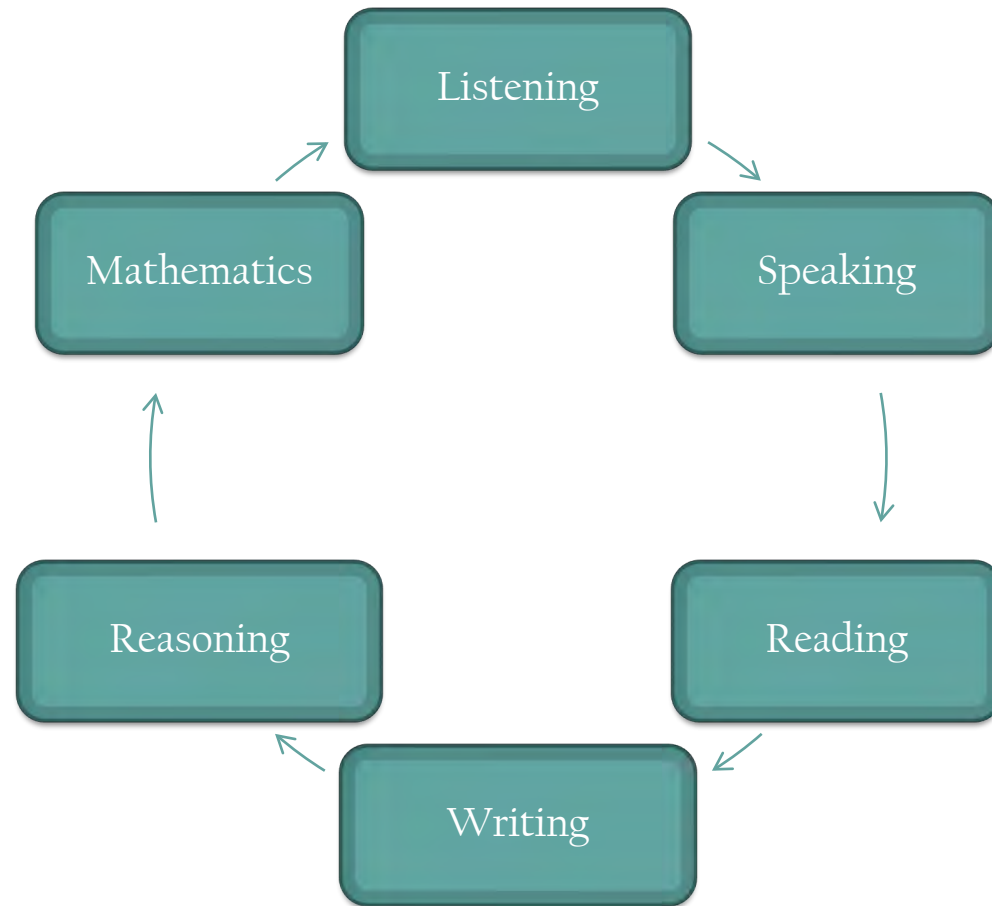 Listening
Speaking
Reading
Writing
Reasoning
Mathematics